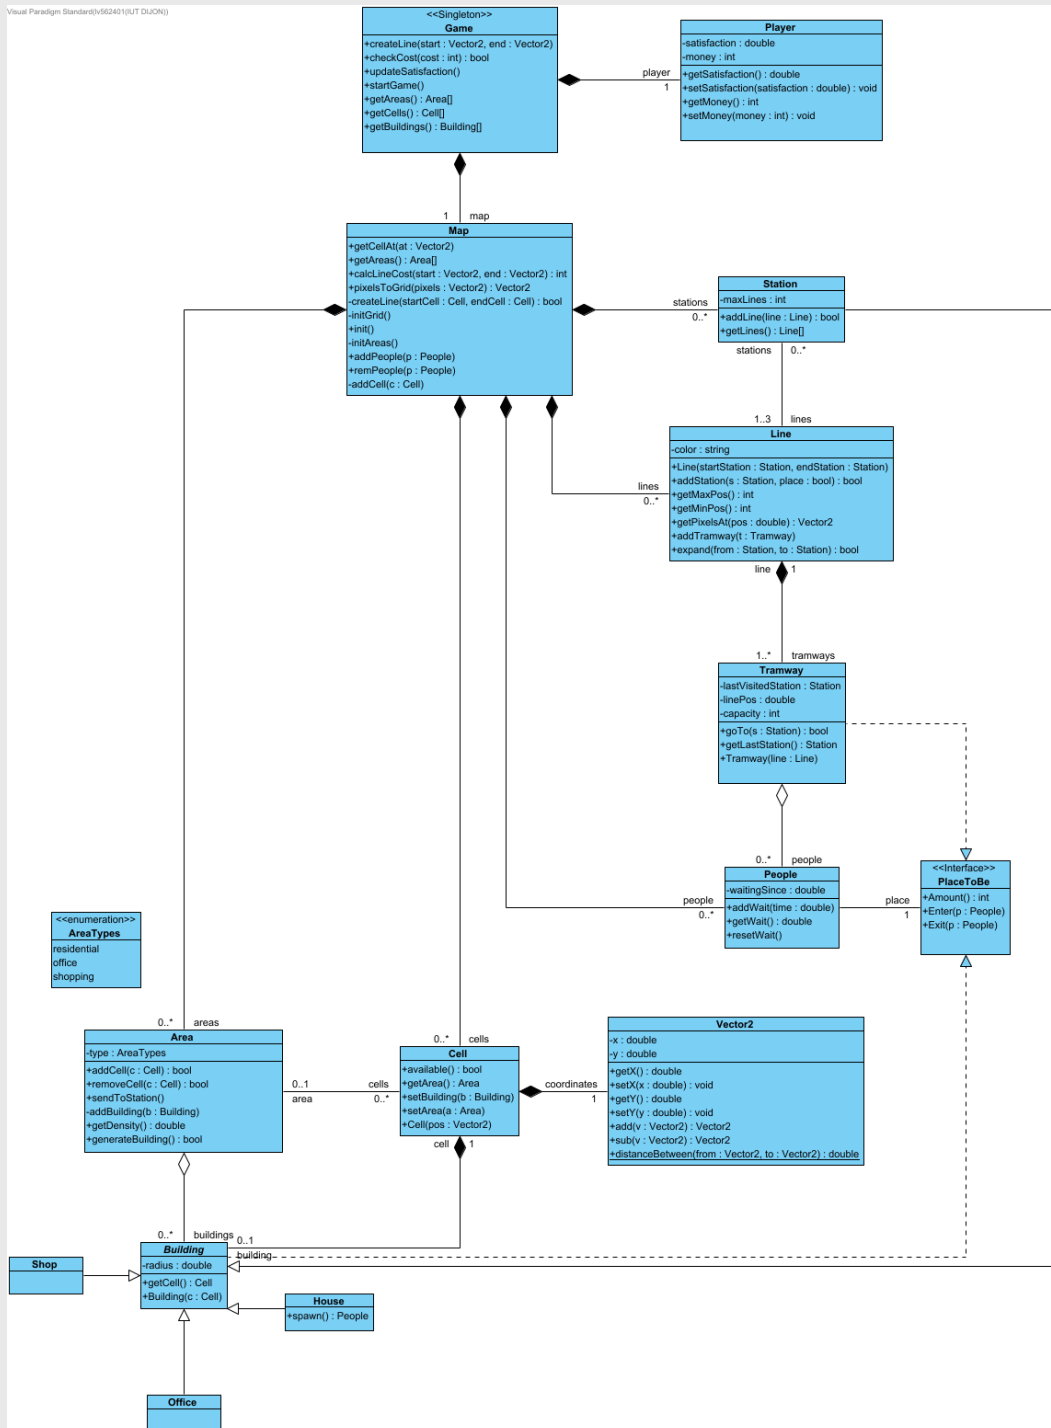 Visual Paradigm Standard(lv562401(IUT DIJON))
<<Singleton>>
Game
+createLine(start : Vector2, end : Vector2)
+checkCost(cost : int) : bool
+updateSatisfaction()
+startGame()
+getAreas() : Area[]
+getCells() : Cell[]
+getBuildings() : Building[]
Player
-satisfaction : double
-money : int
+getSatisfaction() : double
+setSatisfaction(satisfaction : double) : void
+getMoney() : int
+setMoney(money : int) : void
player
1
1 map
Map
+getCellAt(at : Vector2)
+getAreas() : Area[]
+calcLineCost(start : Vector2, end : Vector2) : int
+pixelsToGrid(pixels : Vector2) : Vector2
-createLine(startCell : Cell, endCell : Cell) : bool
-initGrid()
+init()
-initAreas()
+addPeople(p : People)
+remPeople(p : People)
-addCell(c : Cell)
stations
0..*
Station
-maxLines : int
+addLine(line : Line) : bool
+getLines() : Line[]
stations 0..*
1..3 lines
Line
-color : string
+Line(startStation : Station, endStation : Station)
+addStation(s : Station, place : bool) : bool
+getMaxPos() : int
+getMinPos() : int
+getPixelsAt(pos : double) : Vector2
+addTramway(t : Tramway)
+expand(from : Station, to : Station) : bool
lines
0..*
line 1
1..* tramways
Tramway
-lastVisitedStation : Station
-linePos : double
-capacity : int
+goTo(s : Station) : bool
+getLastStation() : Station
+Tramway(line : Line)
0..* people
People
-waitingSince : double
+addWait(time : double)
+getWait() : double
+resetWait()
people
0..*
place
1
<<Interface>>
PlaceToBe
+Amount() : int
+Enter(p : People)
+Exit(p : People)
<<enumeration>>
AreaTypes
residential
office
shopping
0..* areas
Area
-type : AreaTypes
+addCell(c : Cell) : bool
+removeCell(c : Cell) : bool
+sendToStation()
-addBuilding(b : Building)
+getDensity() : double
+generateBuilding() : bool
0..1
area
cells
0..*
0..* cells
Cell
+available() : bool
+getArea() : Area
+setBuilding(b : Building)
+setArea(a : Area)
+Cell(pos : Vector2)
cell 1
coordinates
1
Vector2
-x : double
-y : double
+getX() : double
+setX(x : double) : void
+getY() : double
+setY(y : double) : void
+add(v : Vector2) : Vector2
+sub(v : Vector2) : Vector2
+distanceBetween(from : Vector2, to : Vector2) : double
0..* buildings
0..1
building
Building
-radius : double
+getCell() : Cell
+Building(c : Cell)
Shop
House
+spawn() : People
Office